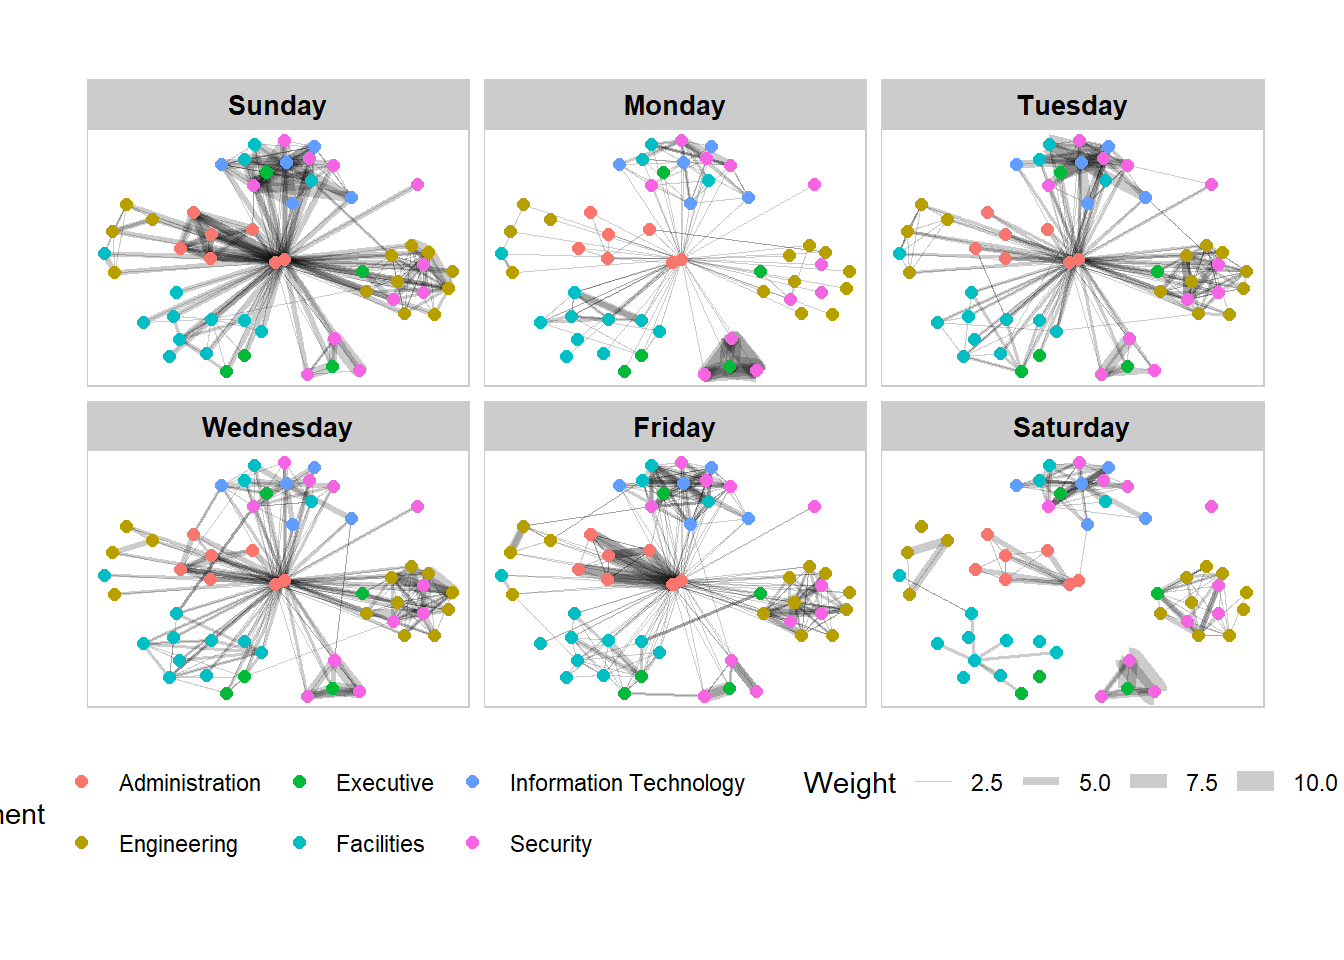 Sunday Monday Tuesday
Wednesday Friday Saturday
Administration Executive Information Technology Weight 2.5 5.0 7.5 10.0
Engineering Facilities Security